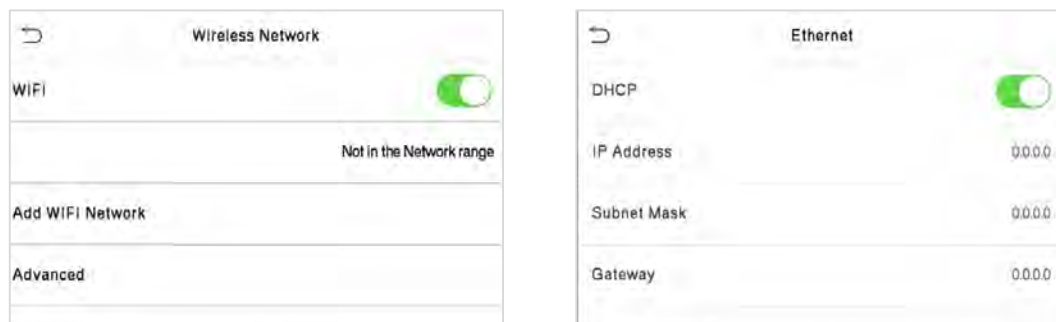 Wireless Network
WIFI
Not in the Network range
Add WIFI Network
Advanced
Ethernet
DHCP
IP Address 0.0.0.0
Subnet Mask 0.0.0.0
Gateway 0.0.0.0